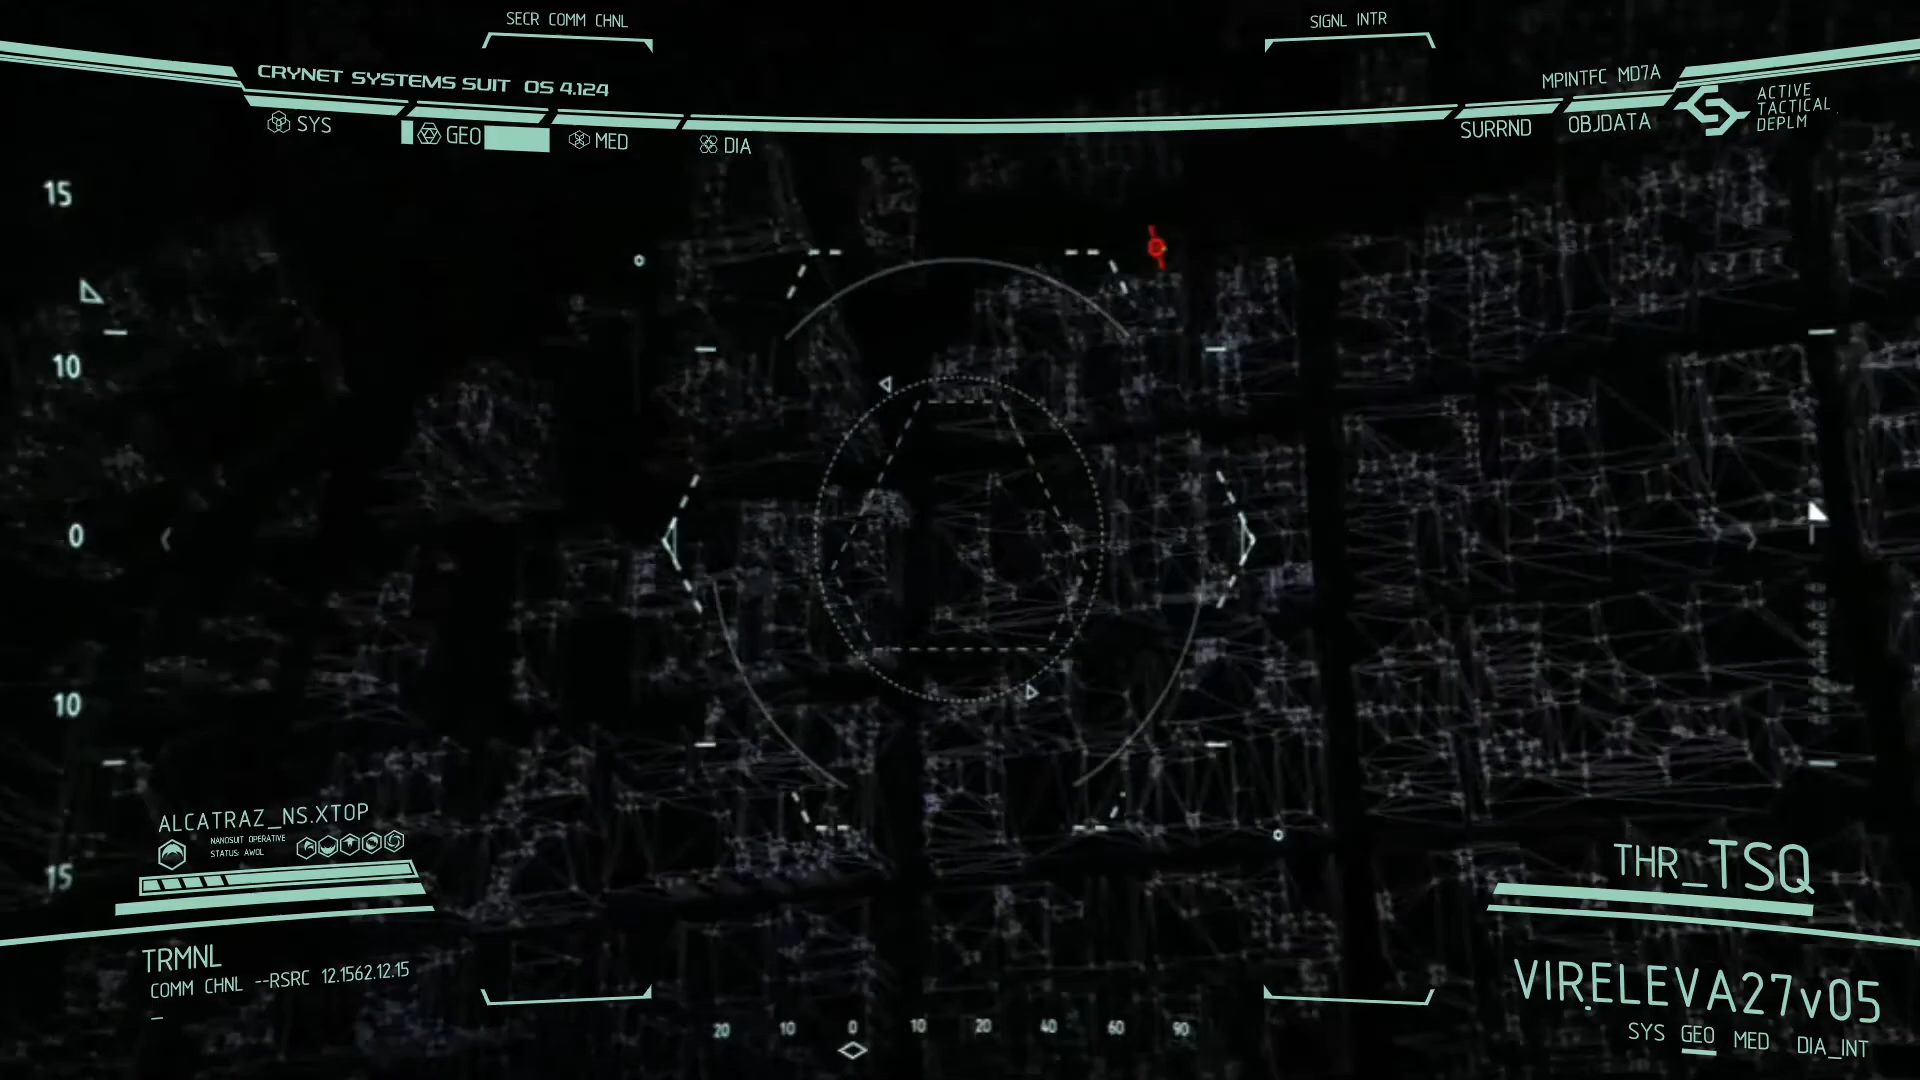 SECR COMM CHNL
SIGNL INTR
CRYNET SYSTEMS SUIT OS 4.124
MPINTFC MD7A
ACTIVE
TACTICAL
DEPLM
SYS
GEO
MED
DIA
SURRND
OBJDATA
15
10
0
10
15
ALCATRAZ_NS.XTOP
NANOSUIT OPERATIVE
STATUS: AWOL
THR_TSQ
TRMNL
COMM CHNL --RSRC 12.1562.12.15
_
VIRELEVA27v05
SYS GEO MED DIA_INT
20 10 0 10 20 40 60 90